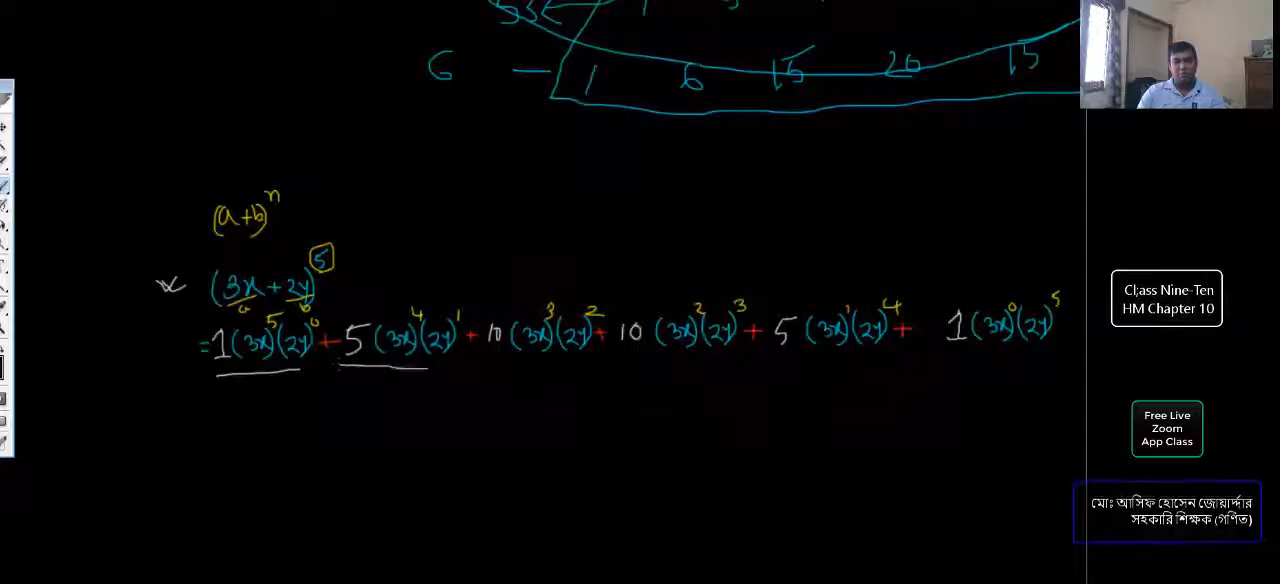 6 — 1 6 15 20 15
(a+b)ⁿ
(3x + 2y)⁵
a b
= 1(3x)⁵(2y)⁰ + 5(3x)⁴(2y)¹ + 10(3x)³(2y)² + 10(3x)²(2y)³ + 5(3x)¹(2y)⁴ + 1(3x)⁰(2y)⁵
Cl;ass Nine-Ten
HM Chapter 10
Free Live
Zoom
App Class
মোঃ আসিফ হোসেন জোয়ার্দ্দার
সহকারি শিক্ষক (গণিত)